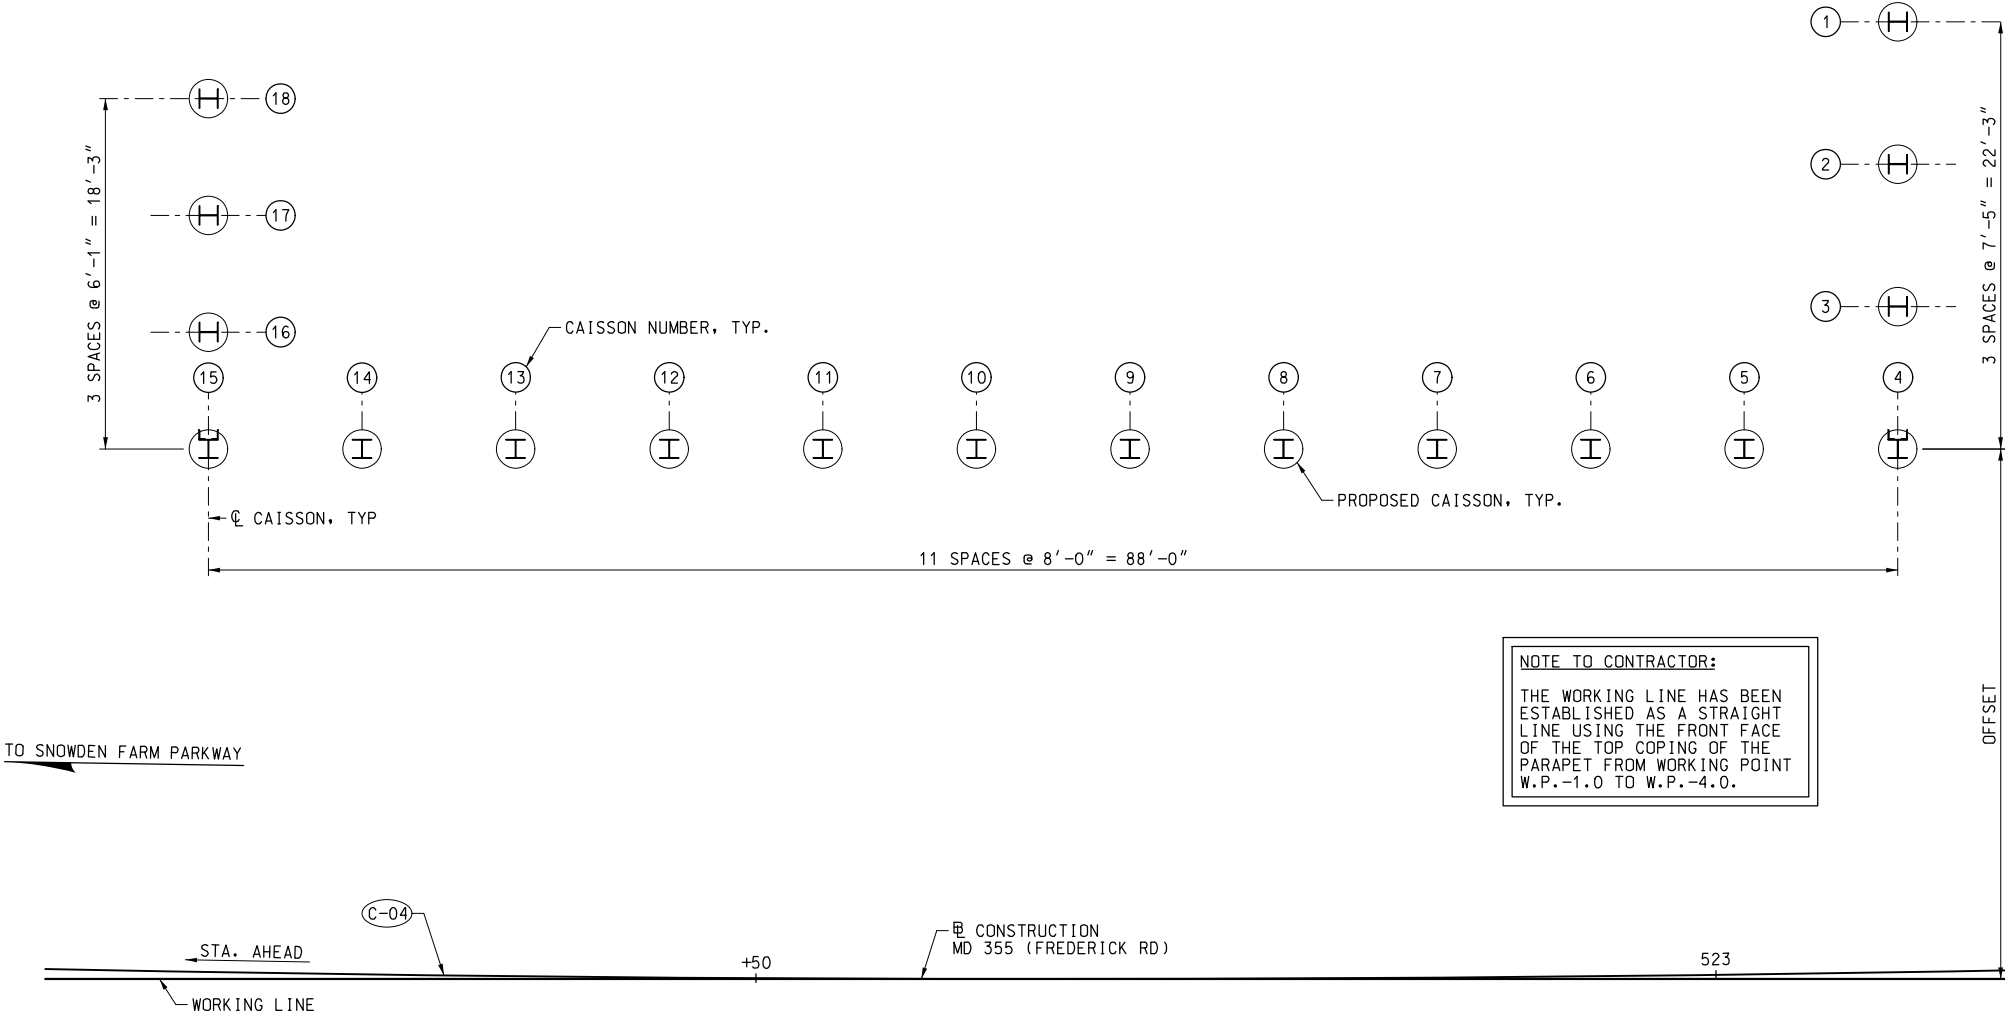 1
18
2
17
3 SPACES @ 6'-1" = 18'-3"
3 SPACES @ 7'-5" = 22'-3"
3
16
CAISSON NUMBER, TYP.
15
14
13
12
11
10
9
8
7
6
5
4
PROPOSED CAISSON, TYP.
℄ CAISSON, TYP
11 SPACES @ 8'-0" = 88'-0"
NOTE TO CONTRACTOR:
THE WORKING LINE HAS BEEN
ESTABLISHED AS A STRAIGHT
LINE USING THE FRONT FACE
OF THE TOP COPING OF THE
PARAPET FROM WORKING POINT
W.P.-1.0 TO W.P.-4.0.
OFFSET
TO SNOWDEN FARM PARKWAY
C-04
BL CONSTRUCTION
MD 355 (FREDERICK RD)
STA. AHEAD
+50
523
WORKING LINE